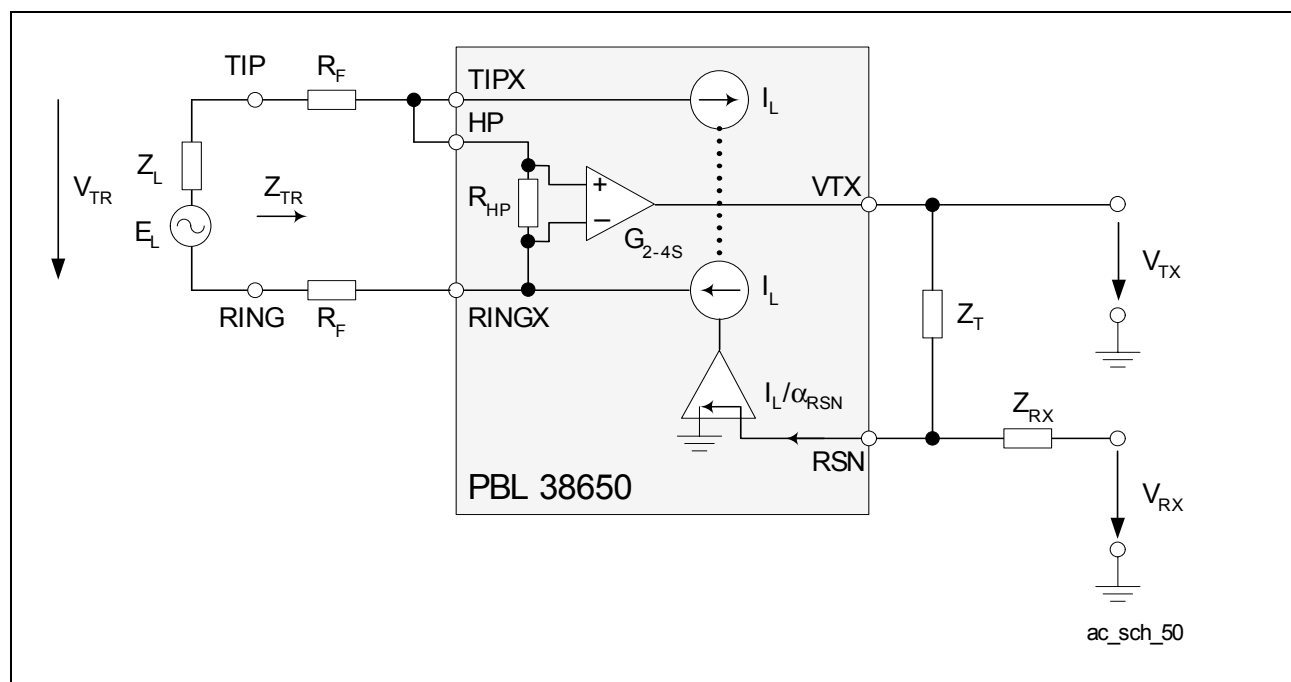 TIP
R_F
TIPX
I_L
HP
Z_L
V_TR
Z_TR
R_HP
+
−
VTX
E_L
G_2-4S
V_TX
I_L
Z_T
RING
R_F
RINGX
I_L/α_RSN
Z_RX
RSN
PBL 38650
V_RX
ac_sch_50